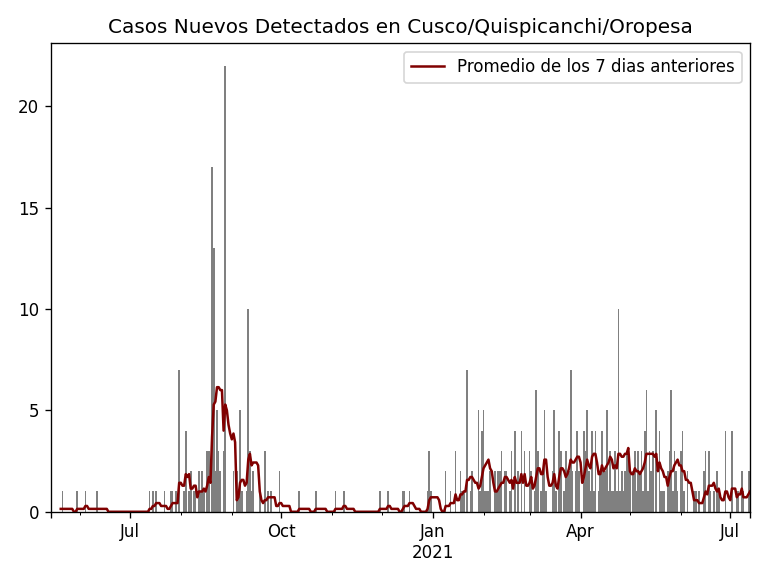 Casos Nuevos Detectados en Cusco/Quispicanchi/Oropesa
Promedio de los 7 dias anteriores
20
15
10
5
0
Jul
Oct
Jan
2021
Apr
Jul